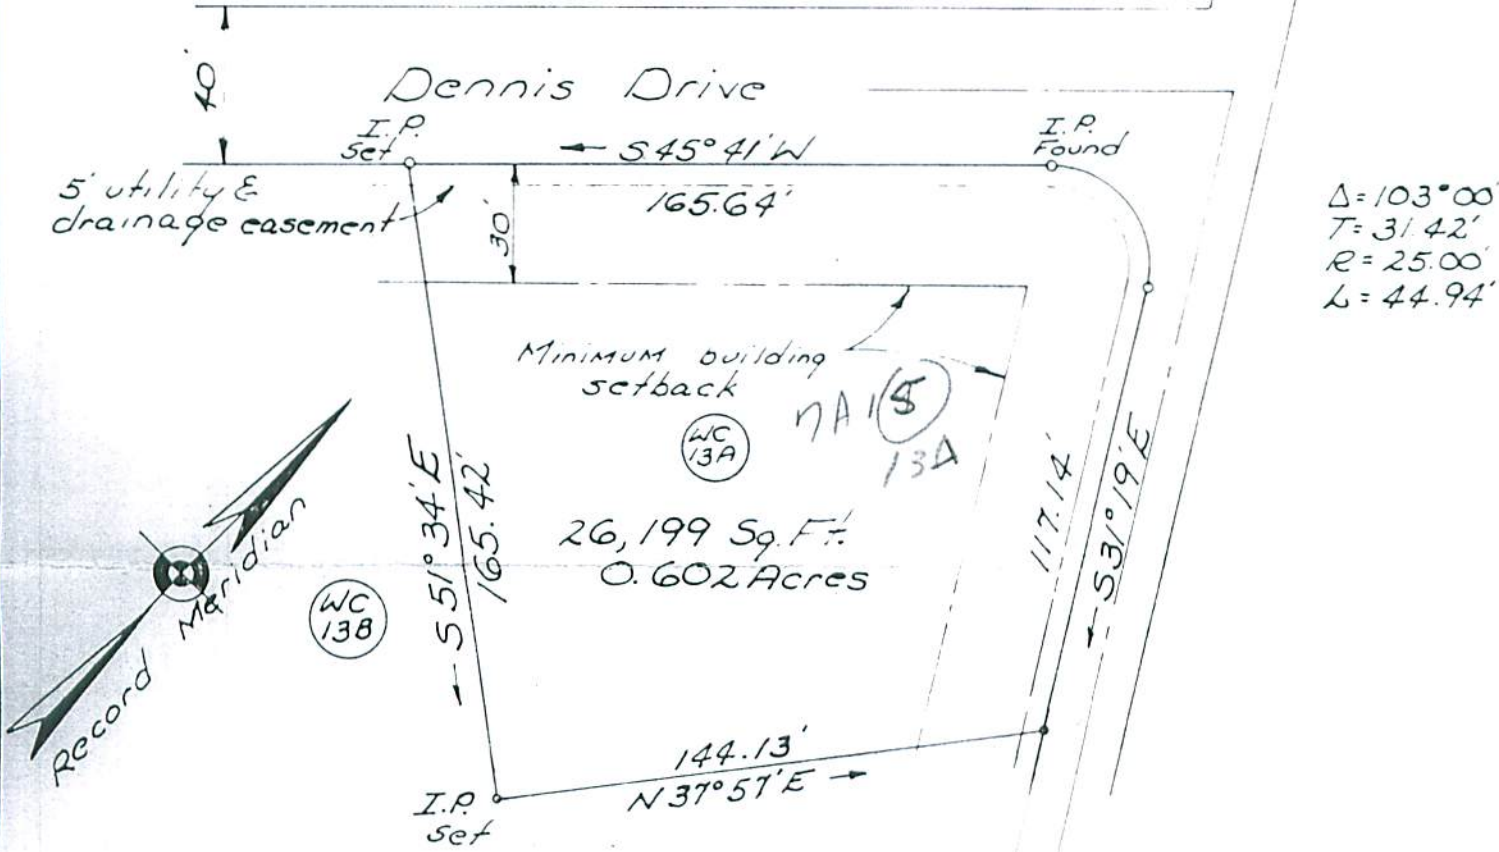 40'
Dennis Drive
I.P.
Set
← S45°41'W
I.P.
Found
5' utility &
drainage easement
165.64'
30'
Δ=103°00'
T=31.42'
R=25.00'
L=44.94'
Minimum building
setback
WC
13A
13A
S51°34'E
165.42'
26,199 Sq.Ft.
0.602 Acres
117.14'
S31°19'E
Record Meridian
WC
13B
144.13'
N37°57'E →
I.P.
Set